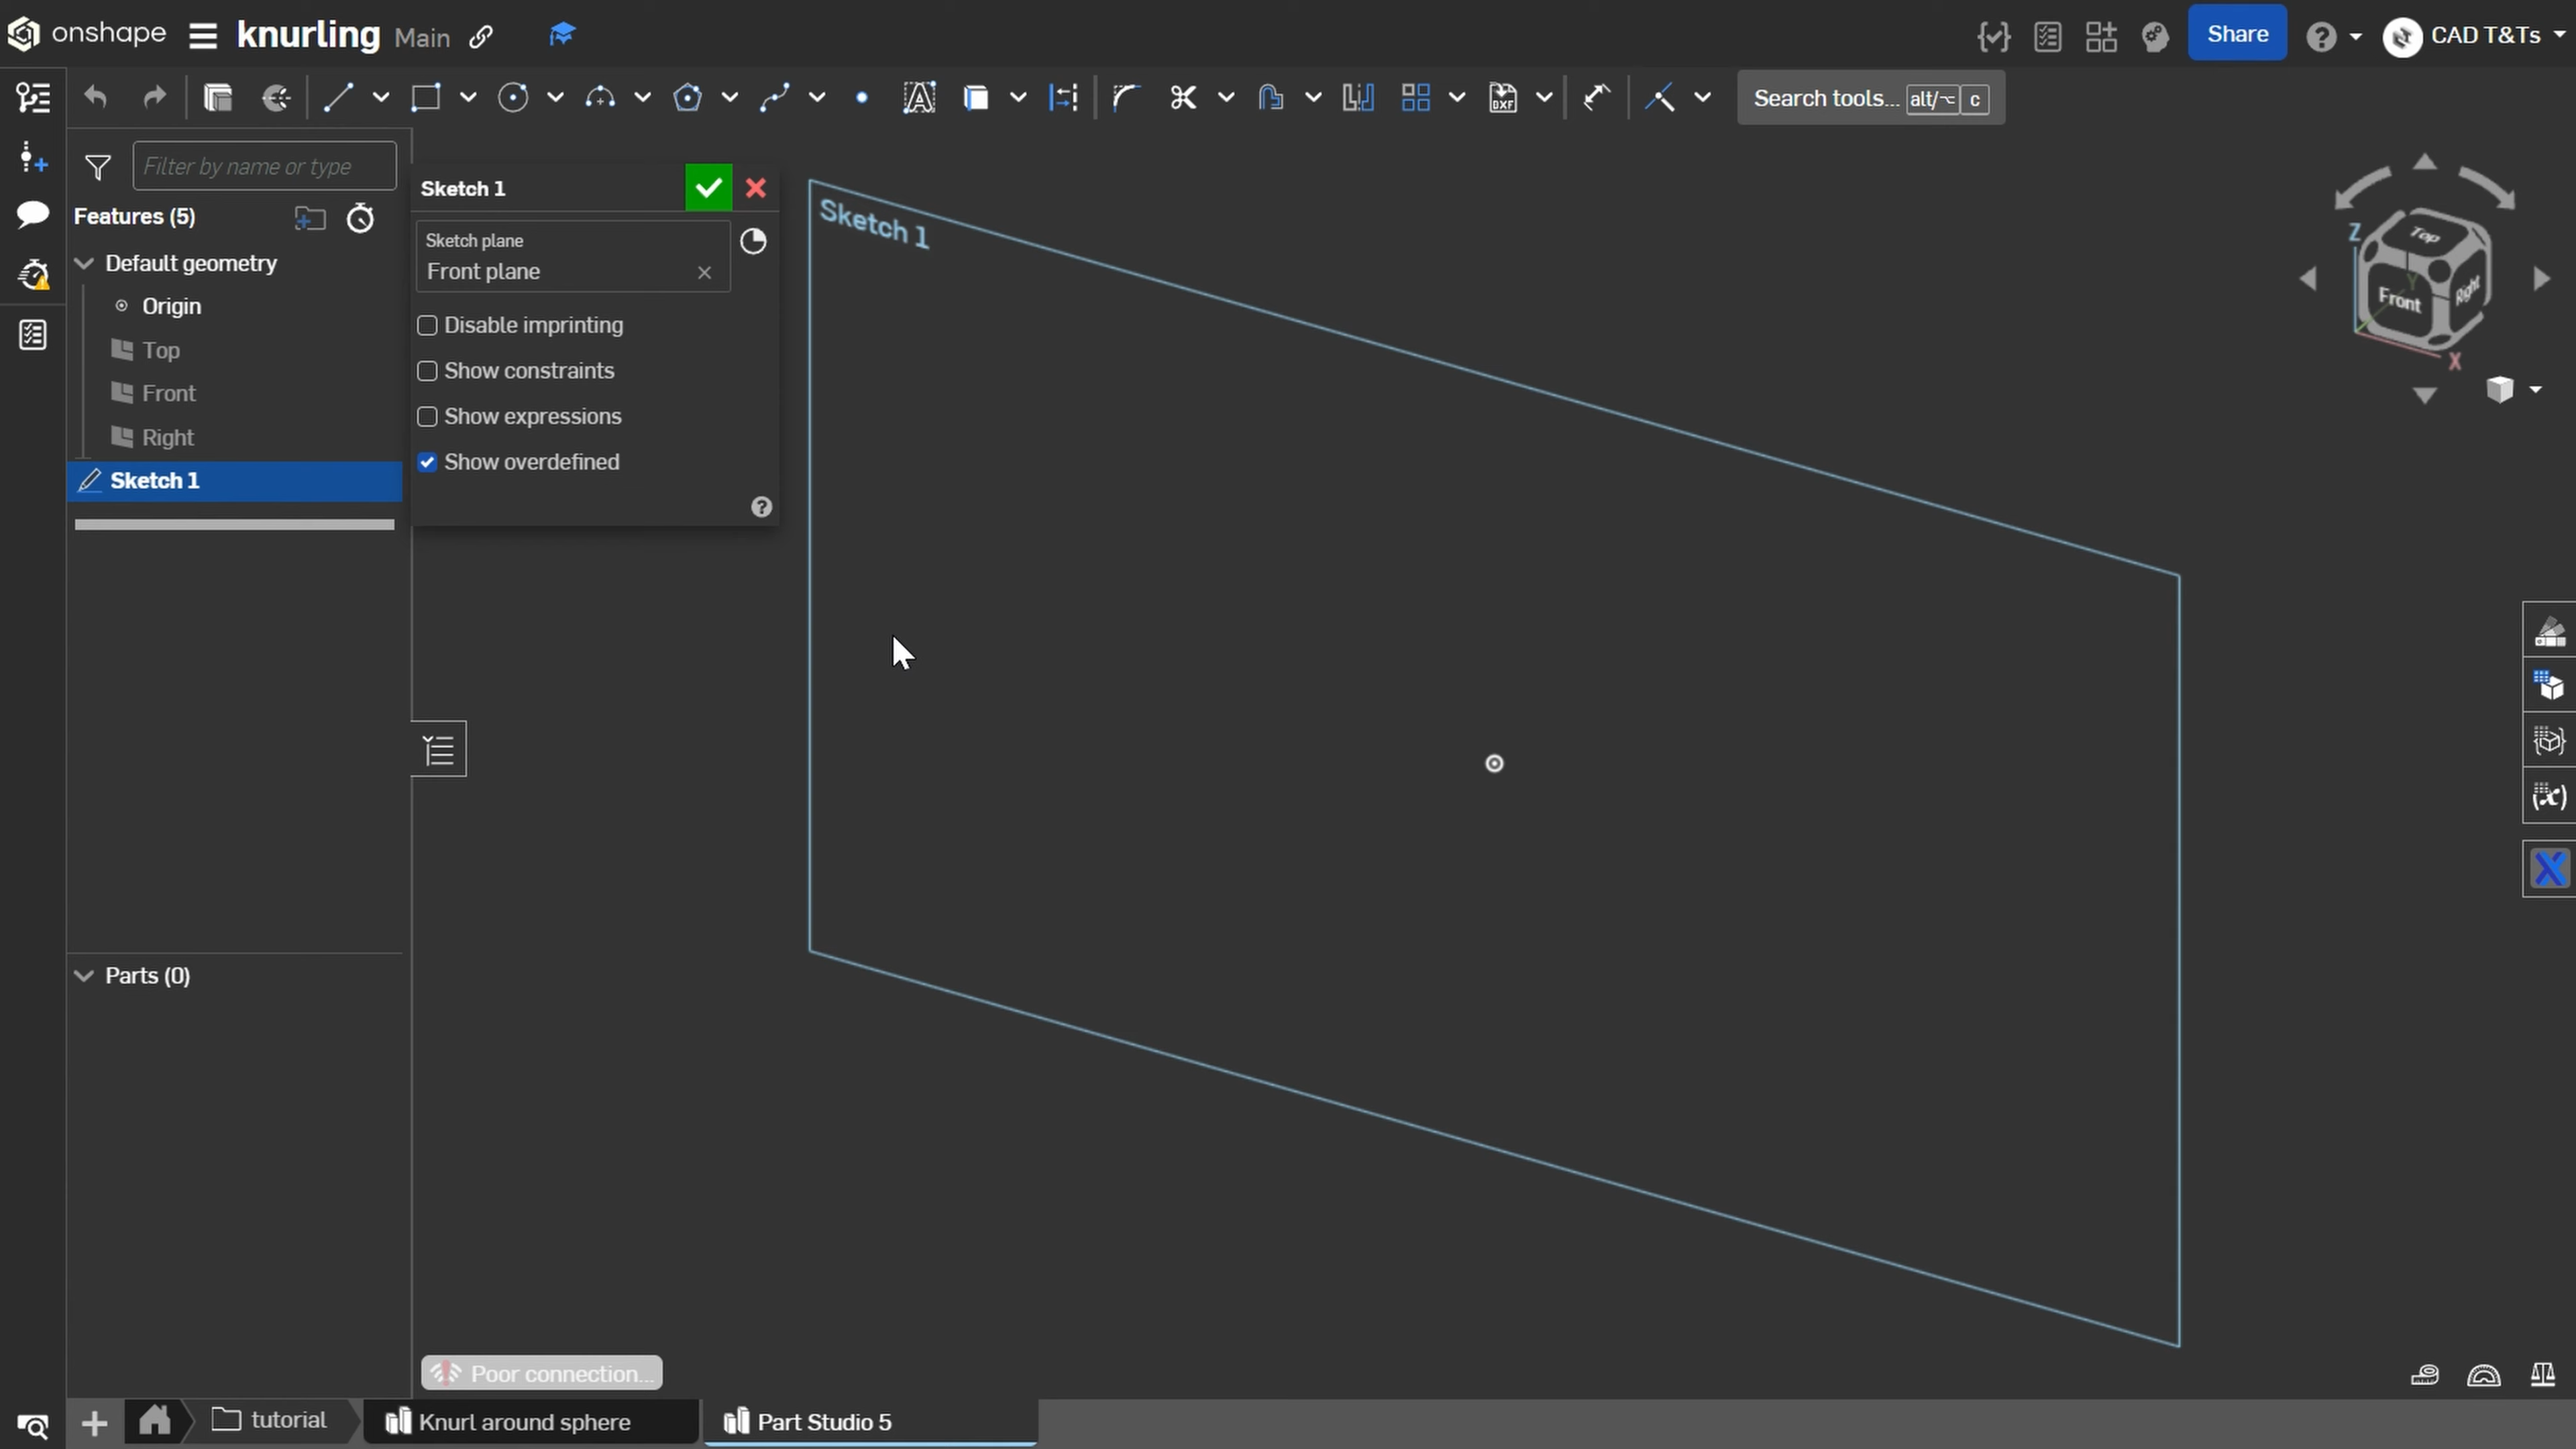 onshape knurling Main Share CAD T&Ts
Search tools... alt/⌥ c
Filter by name or type
Features (5)
Default geometry
Origin
Top
Front
Right
Sketch 1
Sketch 1
Sketch plane
Front plane
Disable imprinting
Show constraints
Show expressions
Show overdefined
Sketch 1
Top
Z
Y
Front
Right
X
Parts (0)
Poor connection...
tutorial Knurl around sphere Part Studio 5